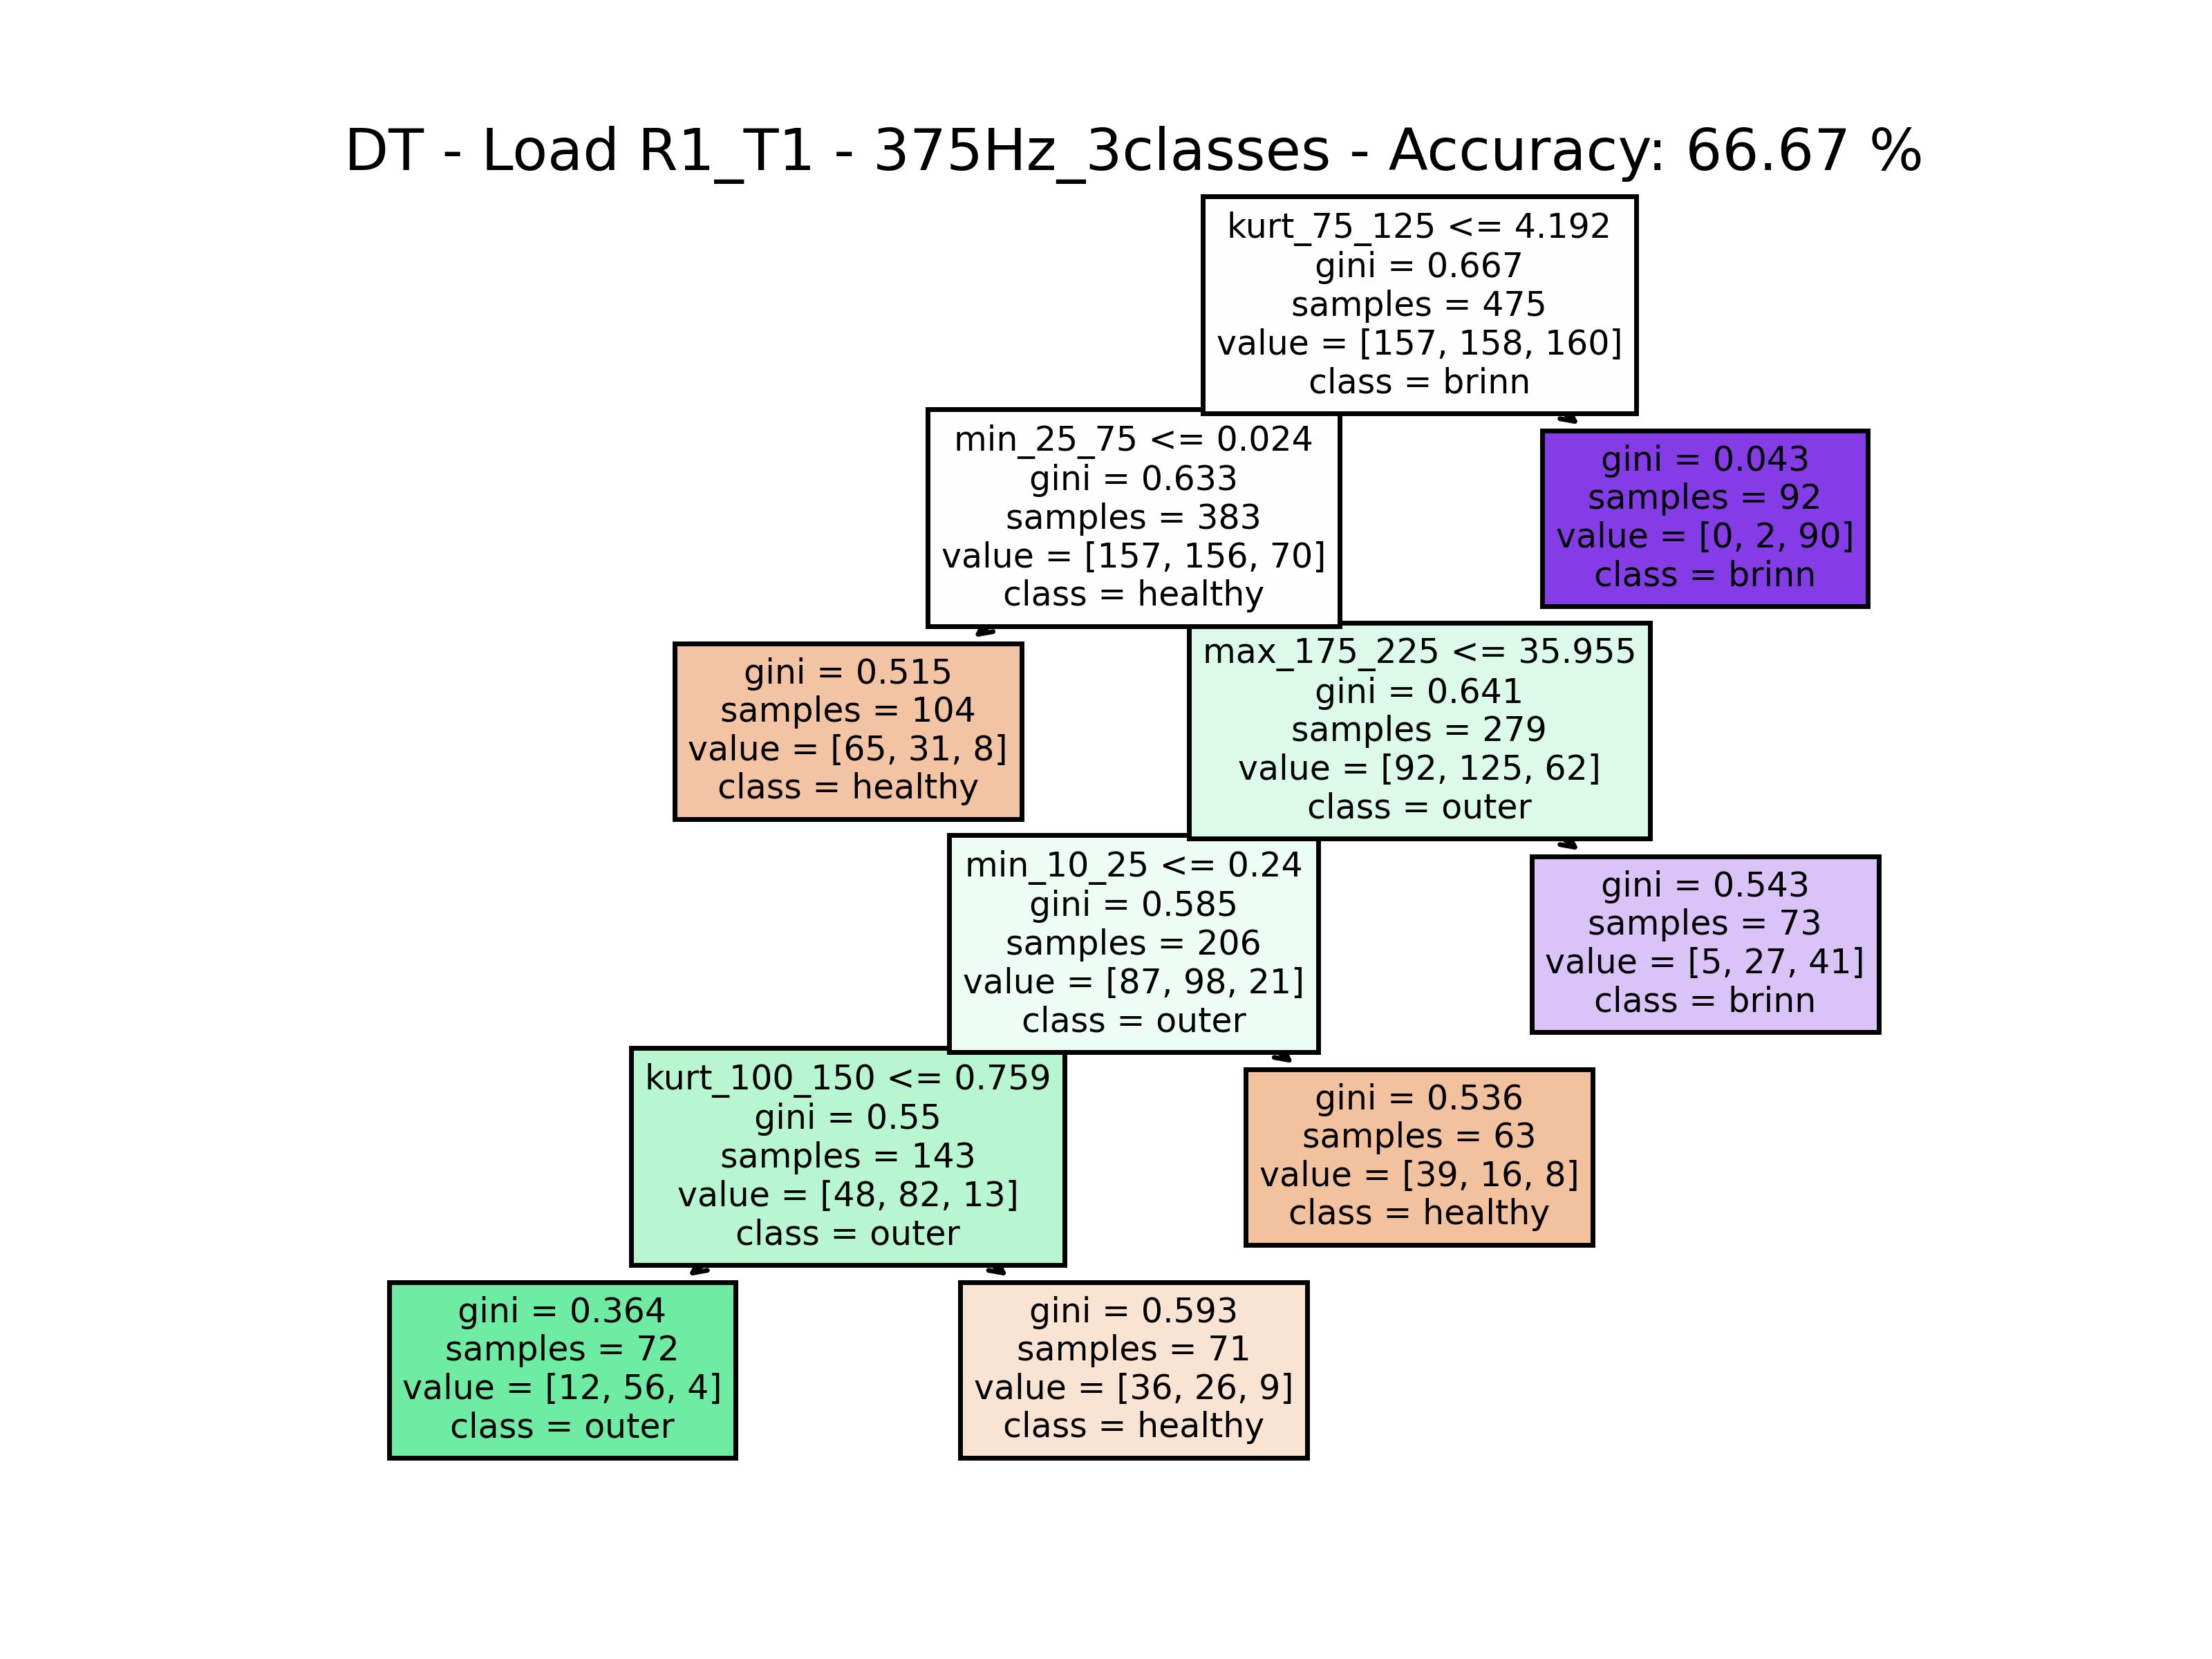 DT - Load R1_T1 - 375Hz_3classes - Accuracy: 66.67 %
kurt_75_125 <= 4.192
gini = 0.667
samples = 475
value = [157, 158, 160]
class = brinn
min_25_75 <= 0.024
gini = 0.633
samples = 383
value = [157, 156, 70]
class = healthy
gini = 0.043
samples = 92
value = [0, 2, 90]
class = brinn
gini = 0.515
samples = 104
value = [65, 31, 8]
class = healthy
max_175_225 <= 35.955
gini = 0.641
samples = 279
value = [92, 125, 62]
class = outer
min_10_25 <= 0.24
gini = 0.585
samples = 206
value = [87, 98, 21]
class = outer
gini = 0.543
samples = 73
value = [5, 27, 41]
class = brinn
kurt_100_150 <= 0.759
gini = 0.55
samples = 143
value = [48, 82, 13]
class = outer
gini = 0.536
samples = 63
value = [39, 16, 8]
class = healthy
gini = 0.364
samples = 72
value = [12, 56, 4]
class = outer
gini = 0.593
samples = 71
value = [36, 26, 9]
class = healthy